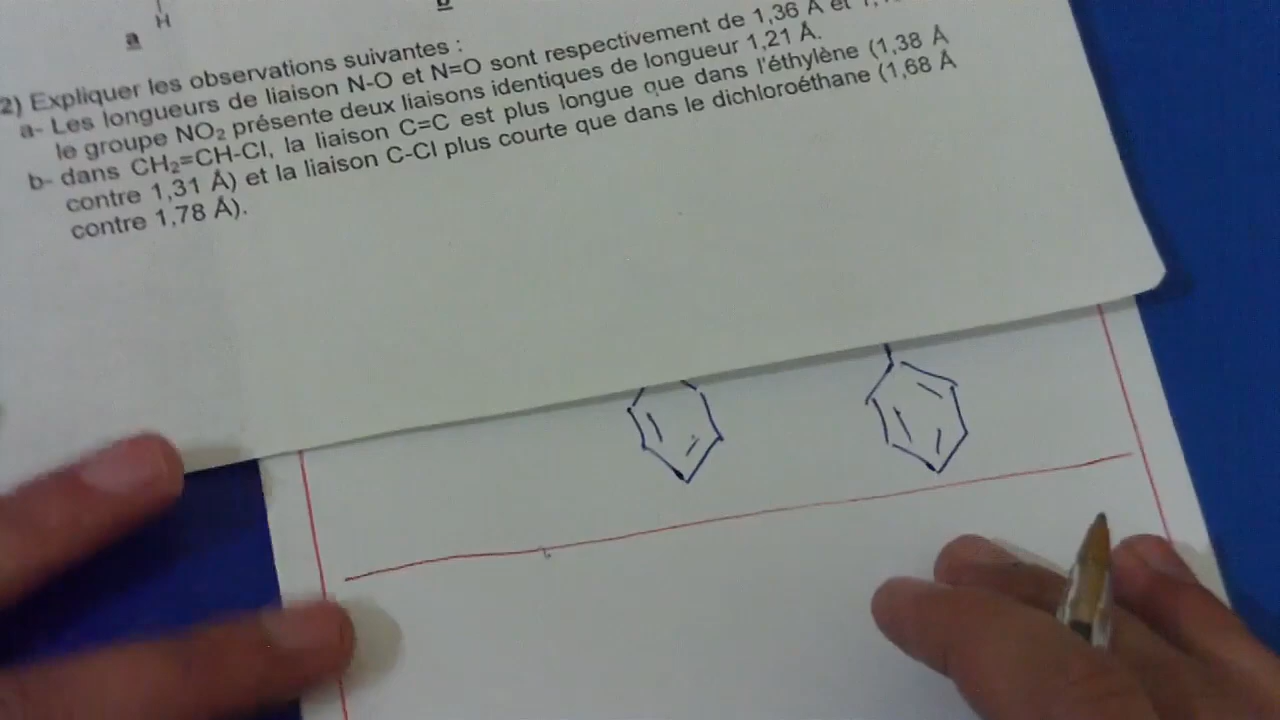 H
a
2) Expliquer les observations suivantes :
a- Les longueurs de liaison N-O et N=O sont respectivement de 1,36 Å et
le groupe NO₂ présente deux liaisons identiques de longueur 1,21 Å.
b- dans CH₂=CH-Cl, la liaison C=C est plus longue que dans l'éthylène (1,38 Å
contre 1,31 Å) et la liaison C-Cl plus courte que dans le dichloroéthane (1,68 Å
contre 1,78 Å).